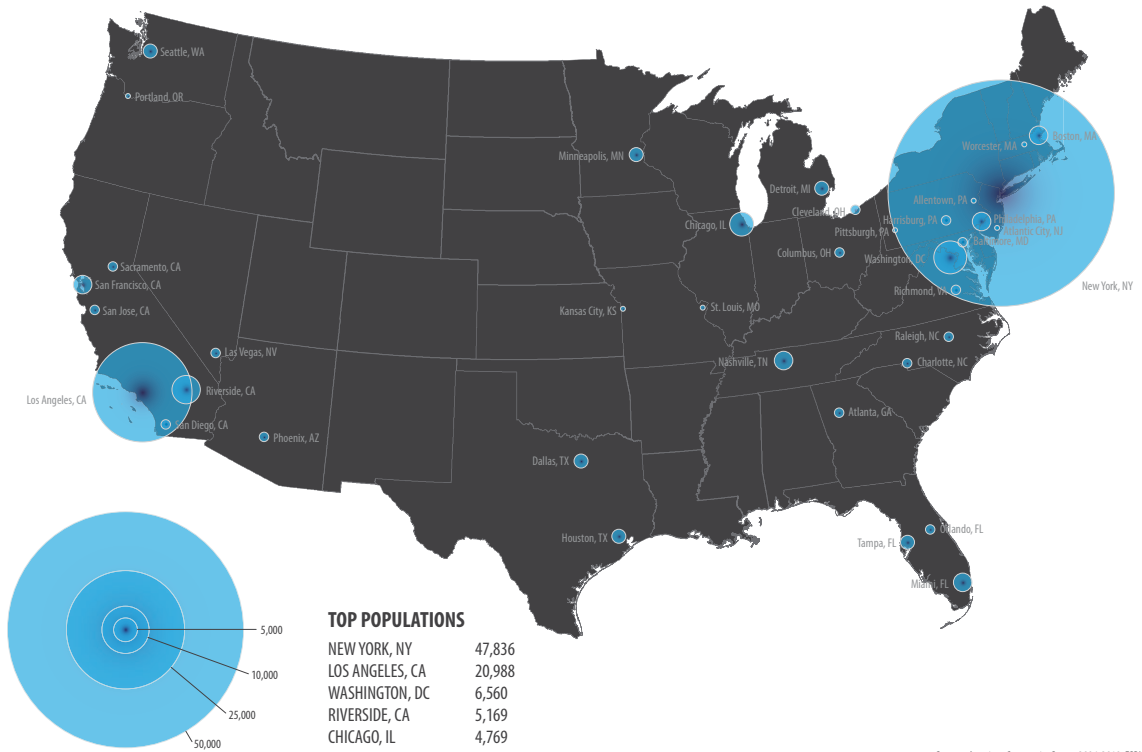 Seattle, WA
Portland, OR
Minneapolis, MN
Boston, MA
Worcester, MA
Detroit, MI
Allentown, PA
Cleveland, OH
Harrisburg, PA
Philadelphia, PA
Chicago, IL
Pittsburgh, PA
Atlantic City, NJ
Baltimore, MD
Columbus, OH
Washington, DC
Sacramento, CA
San Francisco, CA
New York, NY
Richmond, VA
San Jose, CA
Kansas City, KS
St. Louis, MO
Raleigh, NC
Las Vegas, NV
Nashville, TN
Charlotte, NC
Riverside, CA
Los Angeles, CA
Atlanta, GA
San Diego, CA
Phoenix, AZ
Dallas, TX
Orlando, FL
Houston, TX
Tampa, FL
Miami, FL
5,000
10,000
25,000
50,000
TOP POPULATIONS
NEW YORK, NY 47,836
LOS ANGELES, CA 20,988
WASHINGTON, DC 6,560
RIVERSIDE, CA 5,169
CHICAGO, IL 4,769